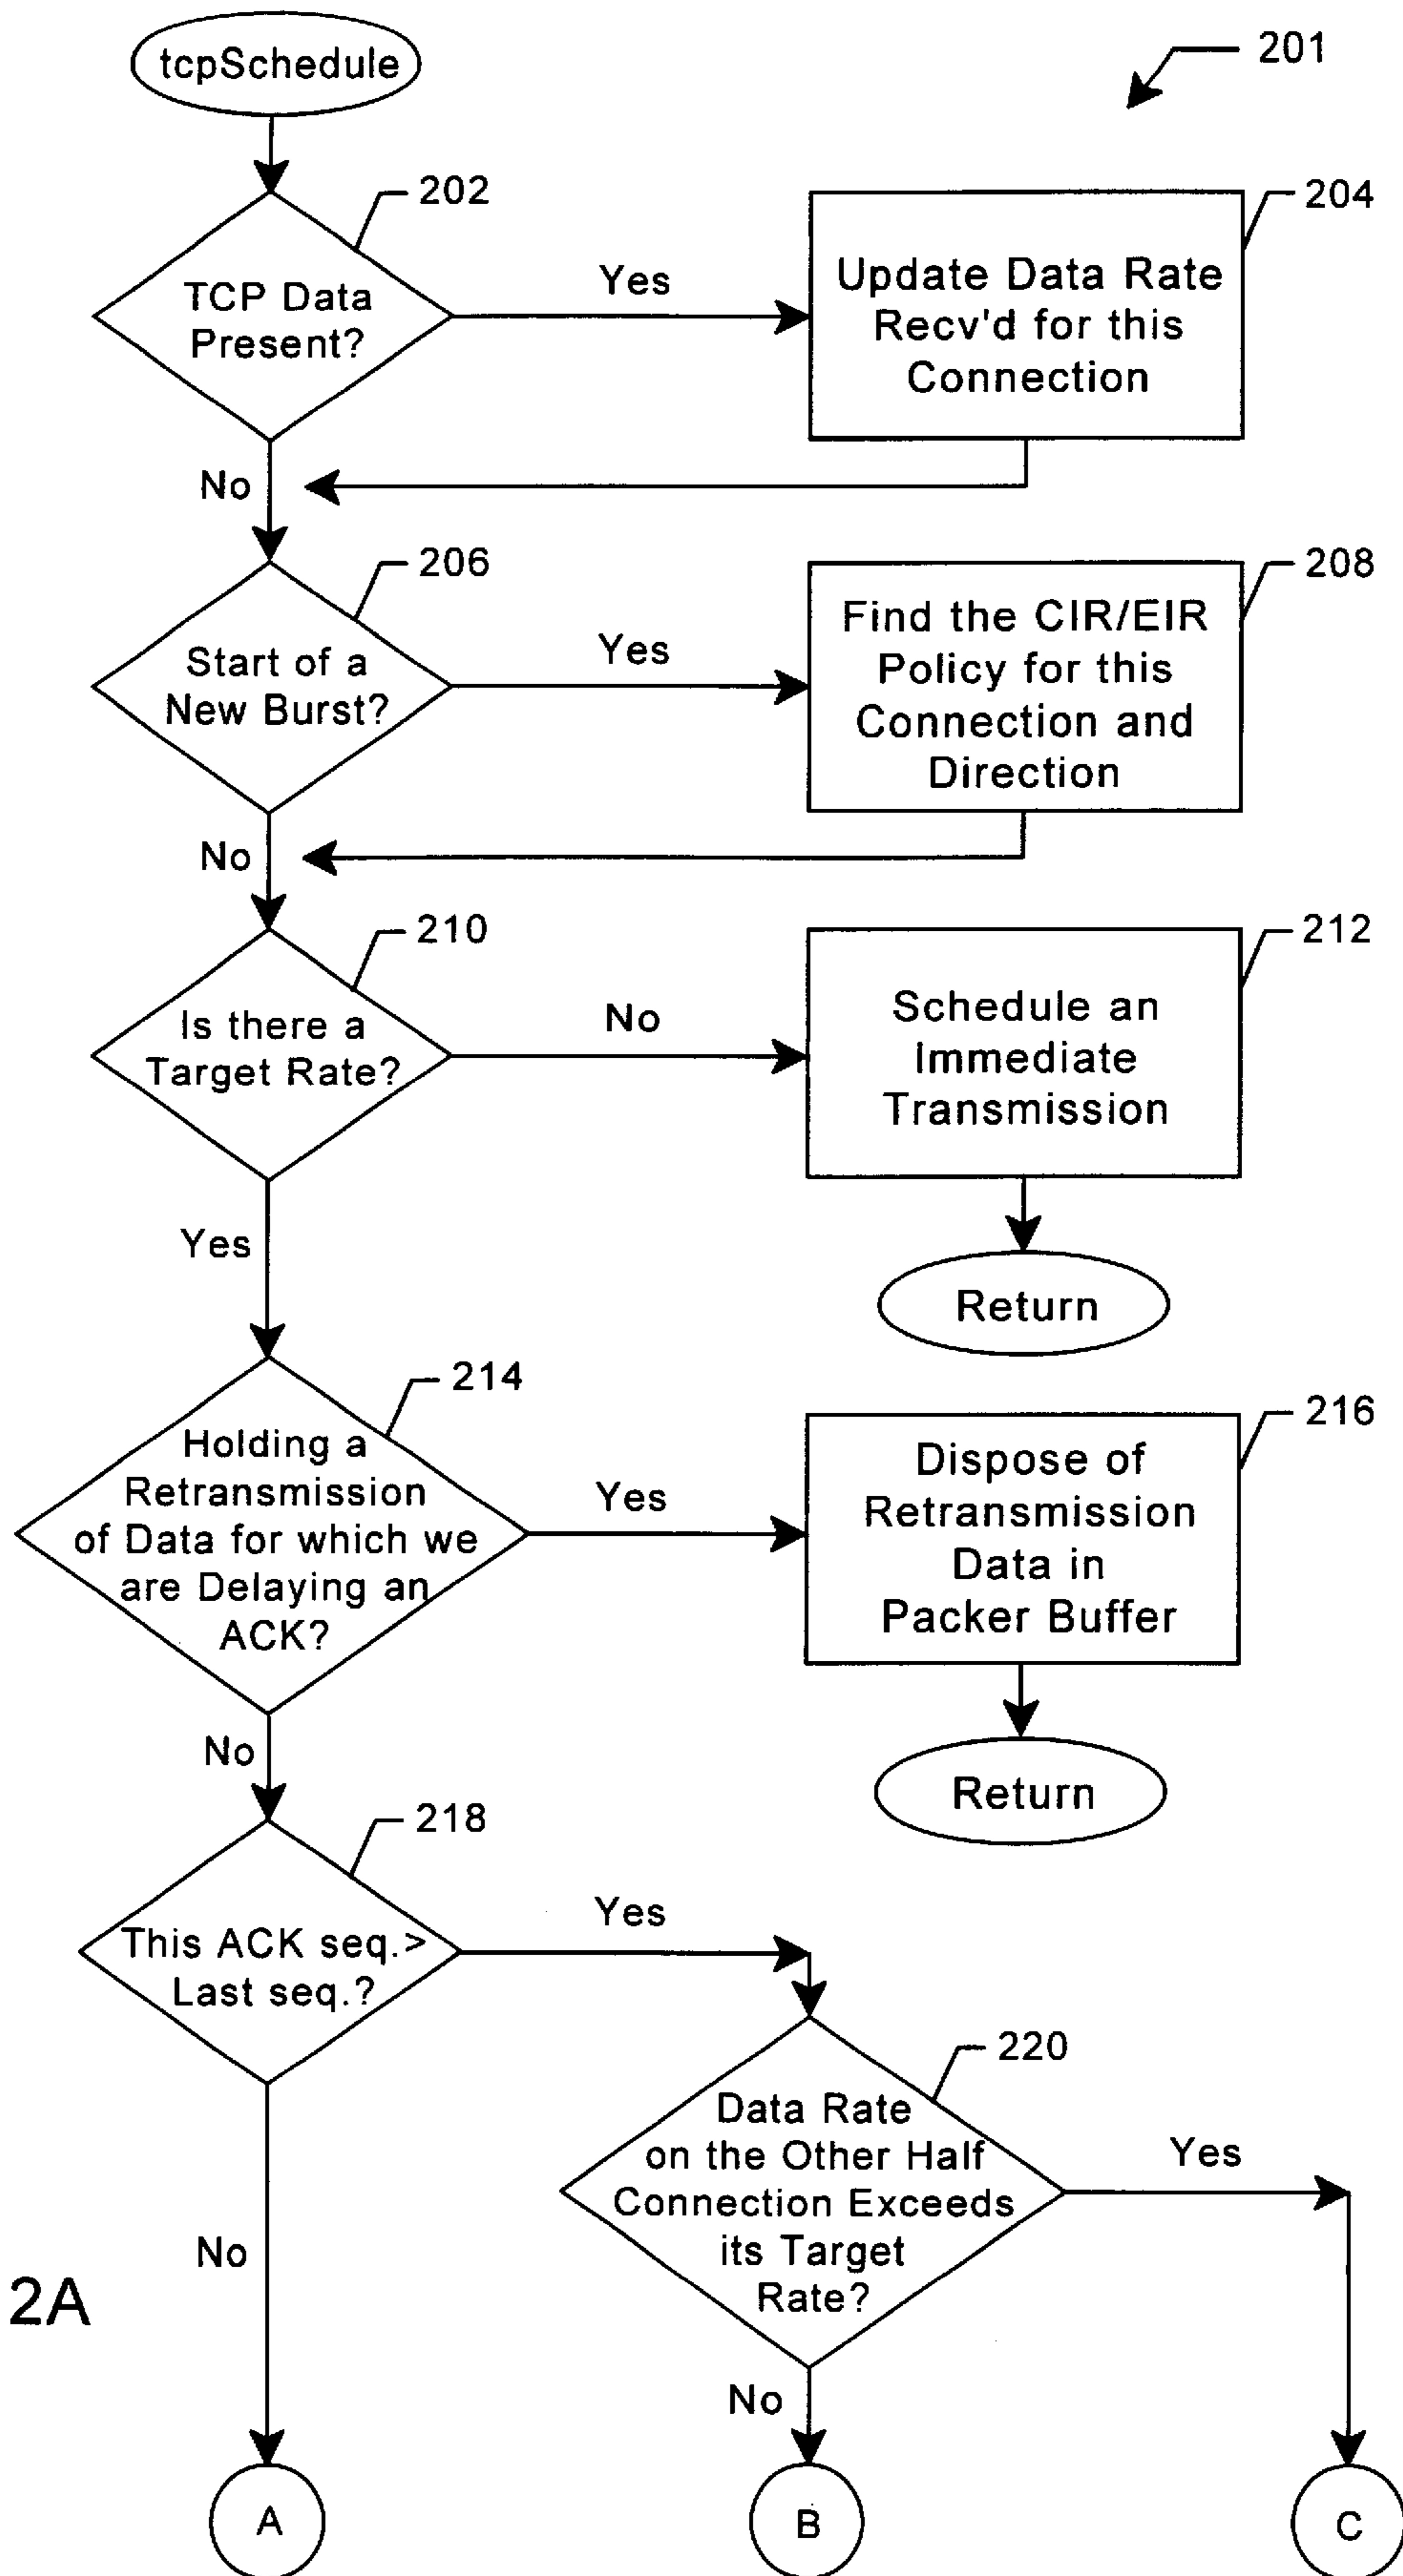 tcpSchedule
201
202
TCP Data
Present?
Yes
204
Update Data Rate
Recv'd for this
Connection
No
206
Start of a
New Burst?
Yes
208
Find the CIR/EIR
Policy for this
Connection and
Direction
No
210
Is there a
Target Rate?
No
212
Schedule an
Immediate
Transmission
Return
Yes
214
Holding a
Retransmission
of Data for which we
are Delaying an
ACK?
Yes
216
Dispose of
Retransmission
Data in
Packer Buffer
Return
No
218
This ACK seq.>
Last seq.?
Yes
220
Data Rate
on the Other Half
Connection Exceeds
its Target
Rate?
Yes
No
2A
No
A
B
C